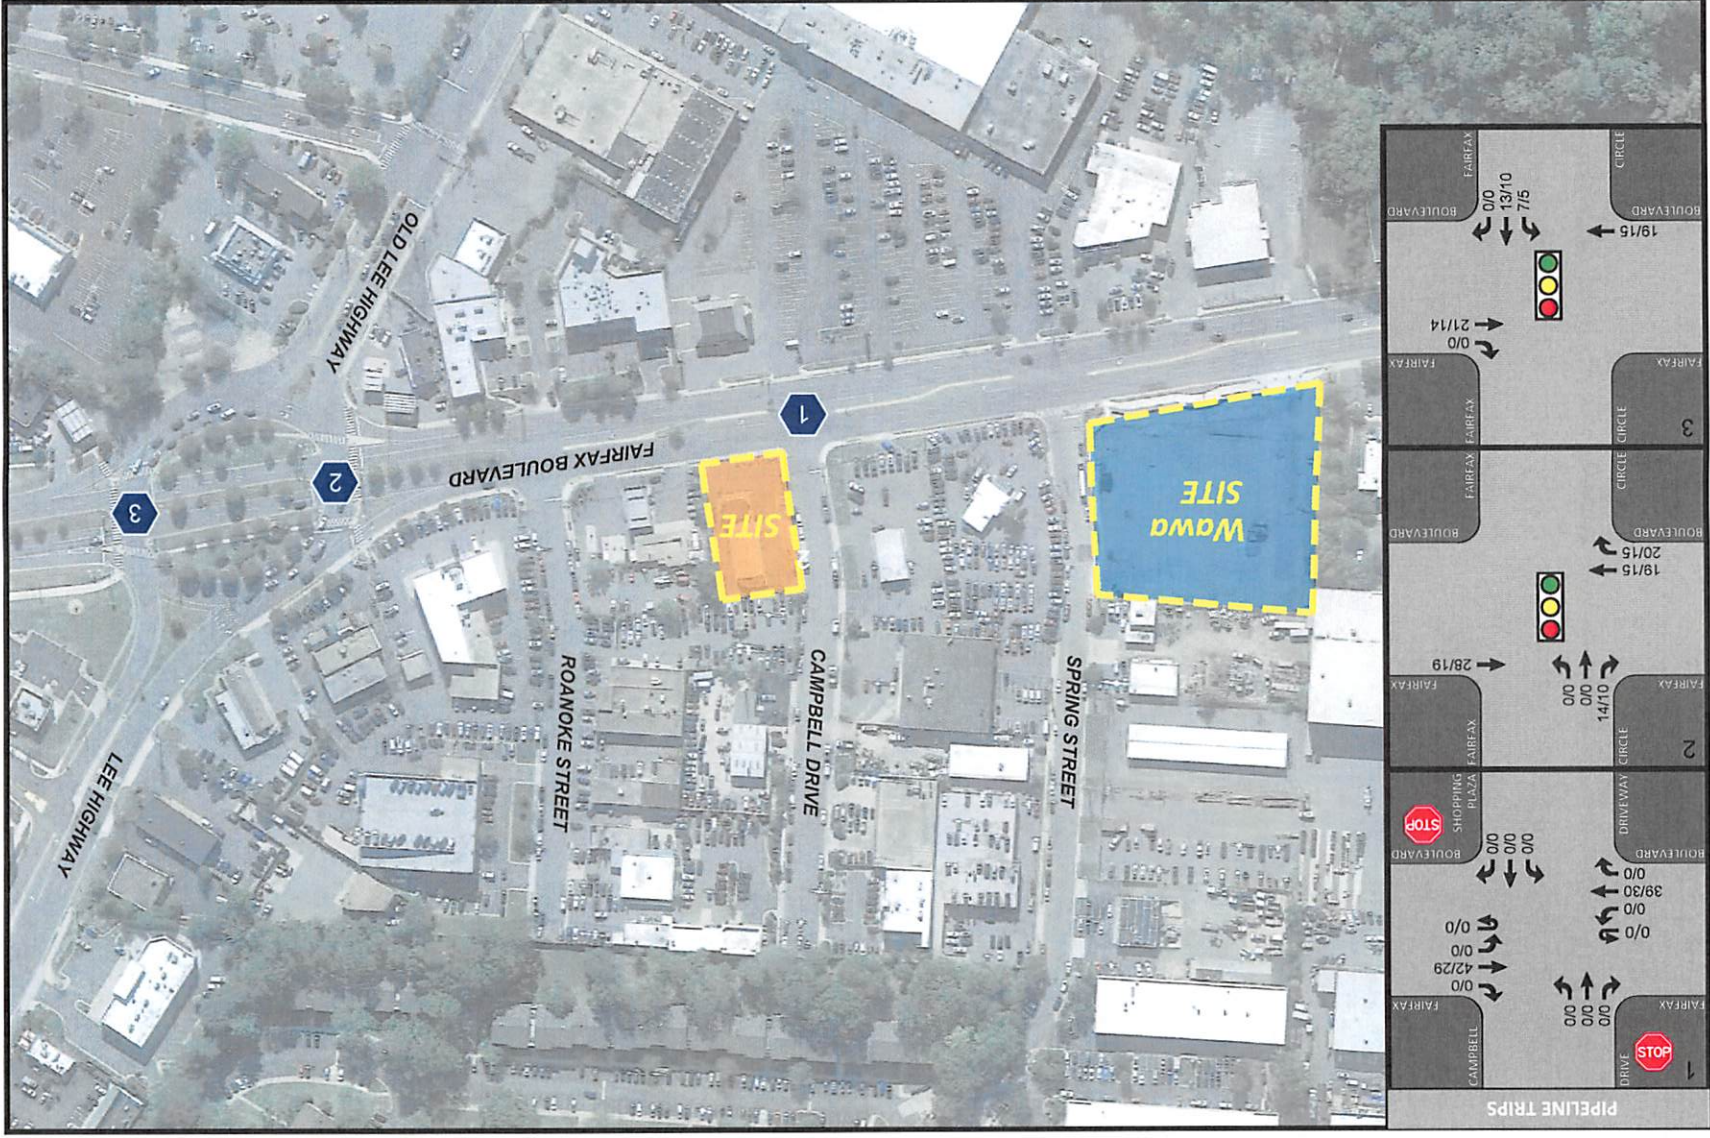 PIPELINE TRIPS
1
STOP
CAMPBELL
DRIVE
FAIRFAX
FAIRFAX
0/0
0/0
0/0
0/0
42/29
0/0
0/0
0/0
0/0
39/30
0/0
0/0
0/0
0/0
BOULEVARD
BOULEVARD
STOP
SHOPPING
PLAZA
DRIVEWAY
2
FAIRFAX
CIRCLE
FAIRFAX
FAIRFAX
14/10
0/0
0/0
28/19
19/15
20/15
BOULEVARD
BOULEVARD
FAIRFAX
CIRCLE
3
FAIRFAX
CIRCLE
FAIRFAX
FAIRFAX
0/0
21/14
19/15
7/5
13/10
0/0
BOULEVARD
BOULEVARD
FAIRFAX
CIRCLE
SPRING STREET
CAMPBELL DRIVE
ROANOKE STREET
LEE HIGHWAY
Wawa
SITE
SITE
FAIRFAX BOULEVARD
1
2
3
OLD LEE HIGHWAY